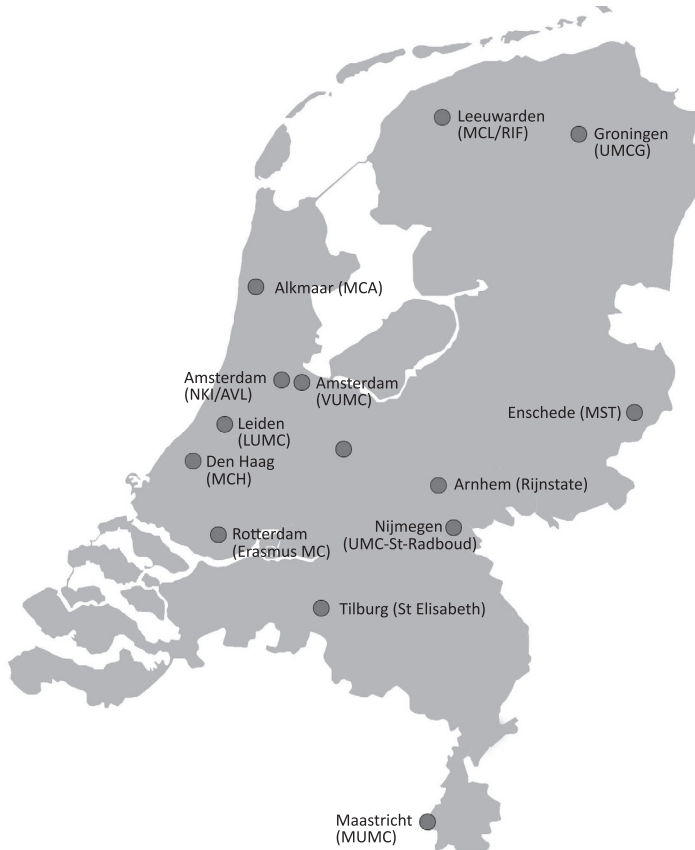 Leeuwarden
(MCL/RIF)
Groningen
(UMCG)
Alkmaar (MCA)
Amsterdam
(NKI/AVL)
Amsterdam
(VUMC)
Enschede (MST)
Leiden
(LUMC)
Den Haag
(MCH)
Arnhem (Rijnstate)
Rotterdam
(Erasmus MC)
Nijmegen
(UMC-St-Radboud)
Tilburg (St Elisabeth)
Maastricht
(MUMC)